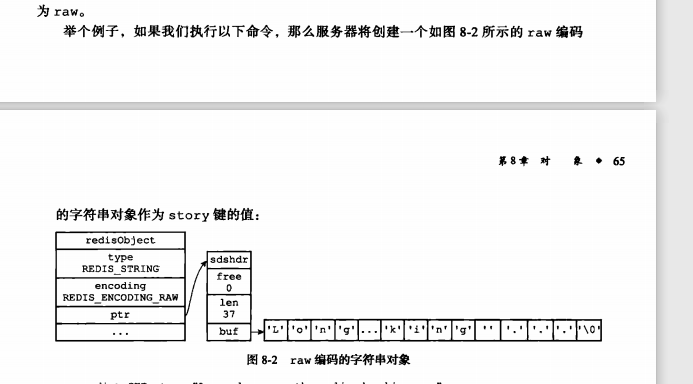 为 raw。
举个例子，如果我们执行以下命令，那么服务器将创建一个如图 8-2 所示的 raw 编码
第 8 章 对 象 ◆ 65
的字符串对象作为 story 键的值：
redisObject
type
REDIS_STRING
encoding
REDIS_ENCODING_RAW
ptr
...
sdshdr
free
0
len
37
buf
'L' 'o' 'n' 'g' ... 'k' 'i' 'n' 'g' ' ' '.' '.' '.' '\0'
图 8-2 raw 编码的字符串对象